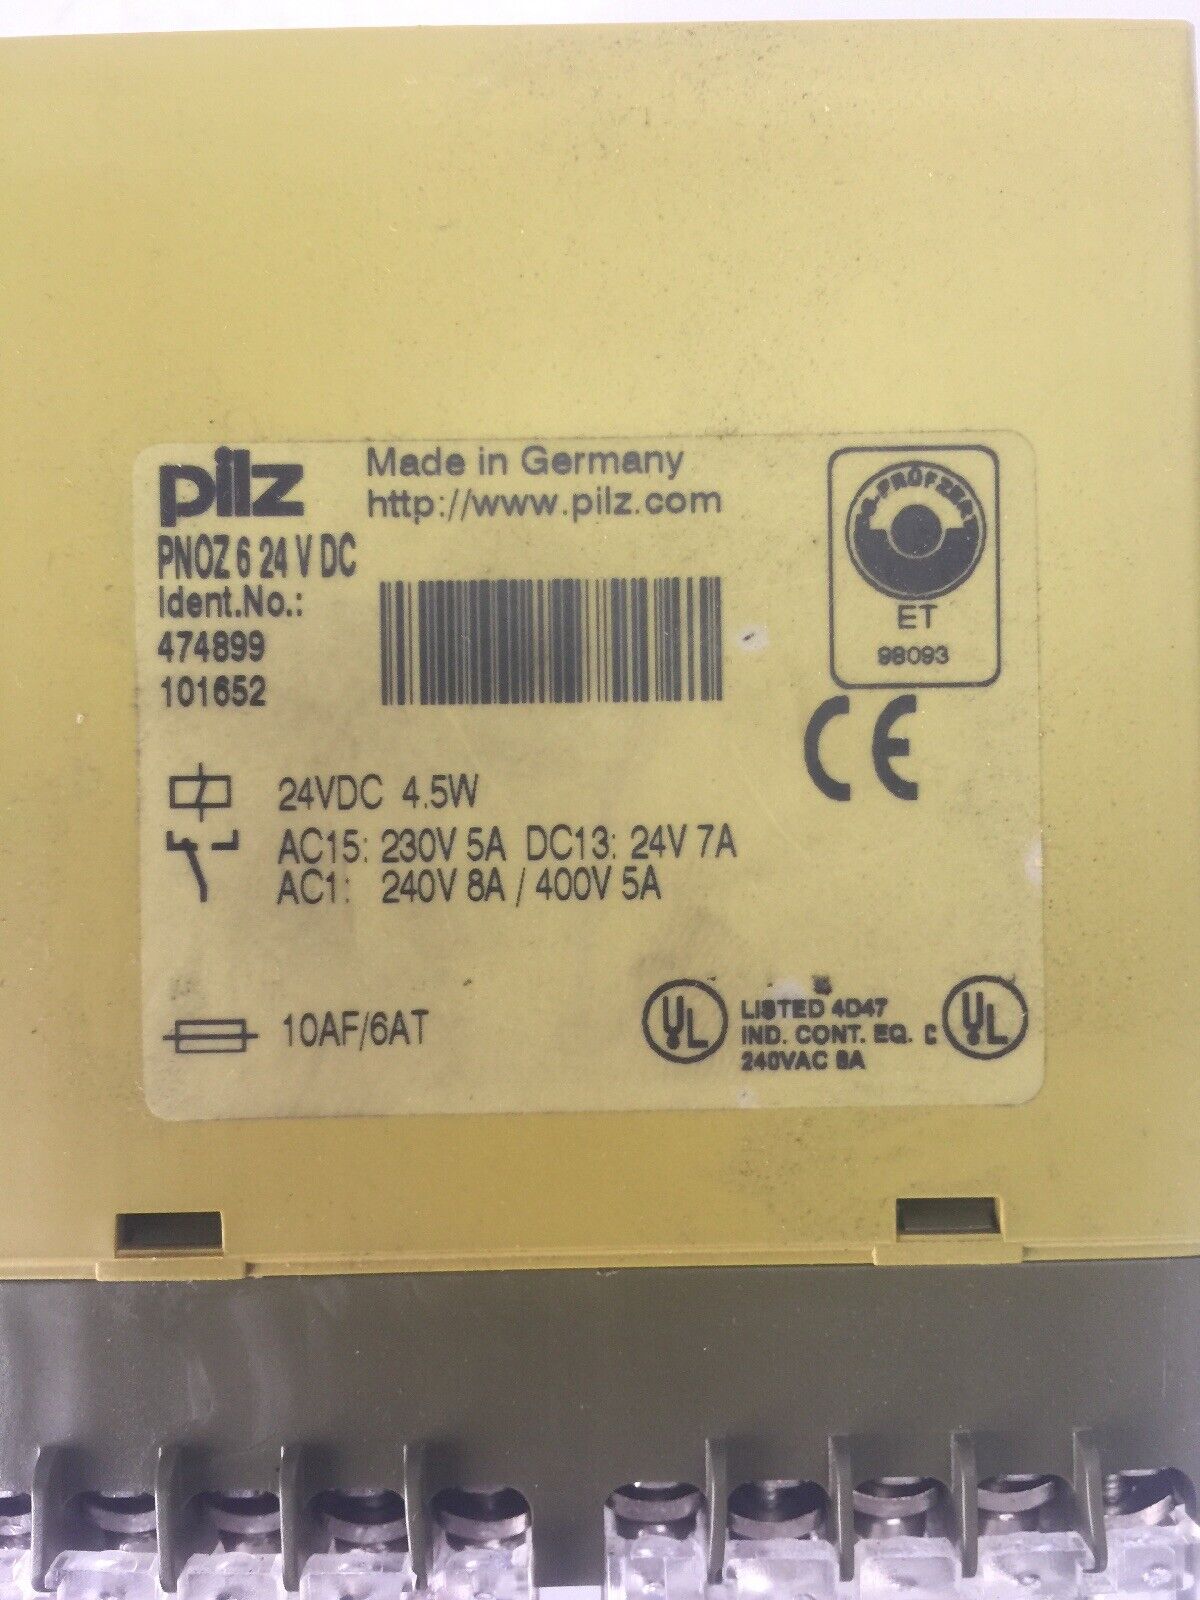 pilz
Made in Germany
http://www.pilz.com
PNOZ 6 24 V DC
Ident.No.:
474899
101652
ET
98093
CE
24VDC 4.5W
AC15: 230V 5A DC13: 24V 7A
AC1: 240V 8A / 400V 5A
10AF/6AT
UL
LISTED 4D47
IND. CONT. EQ.
240VAC 8A
C UL